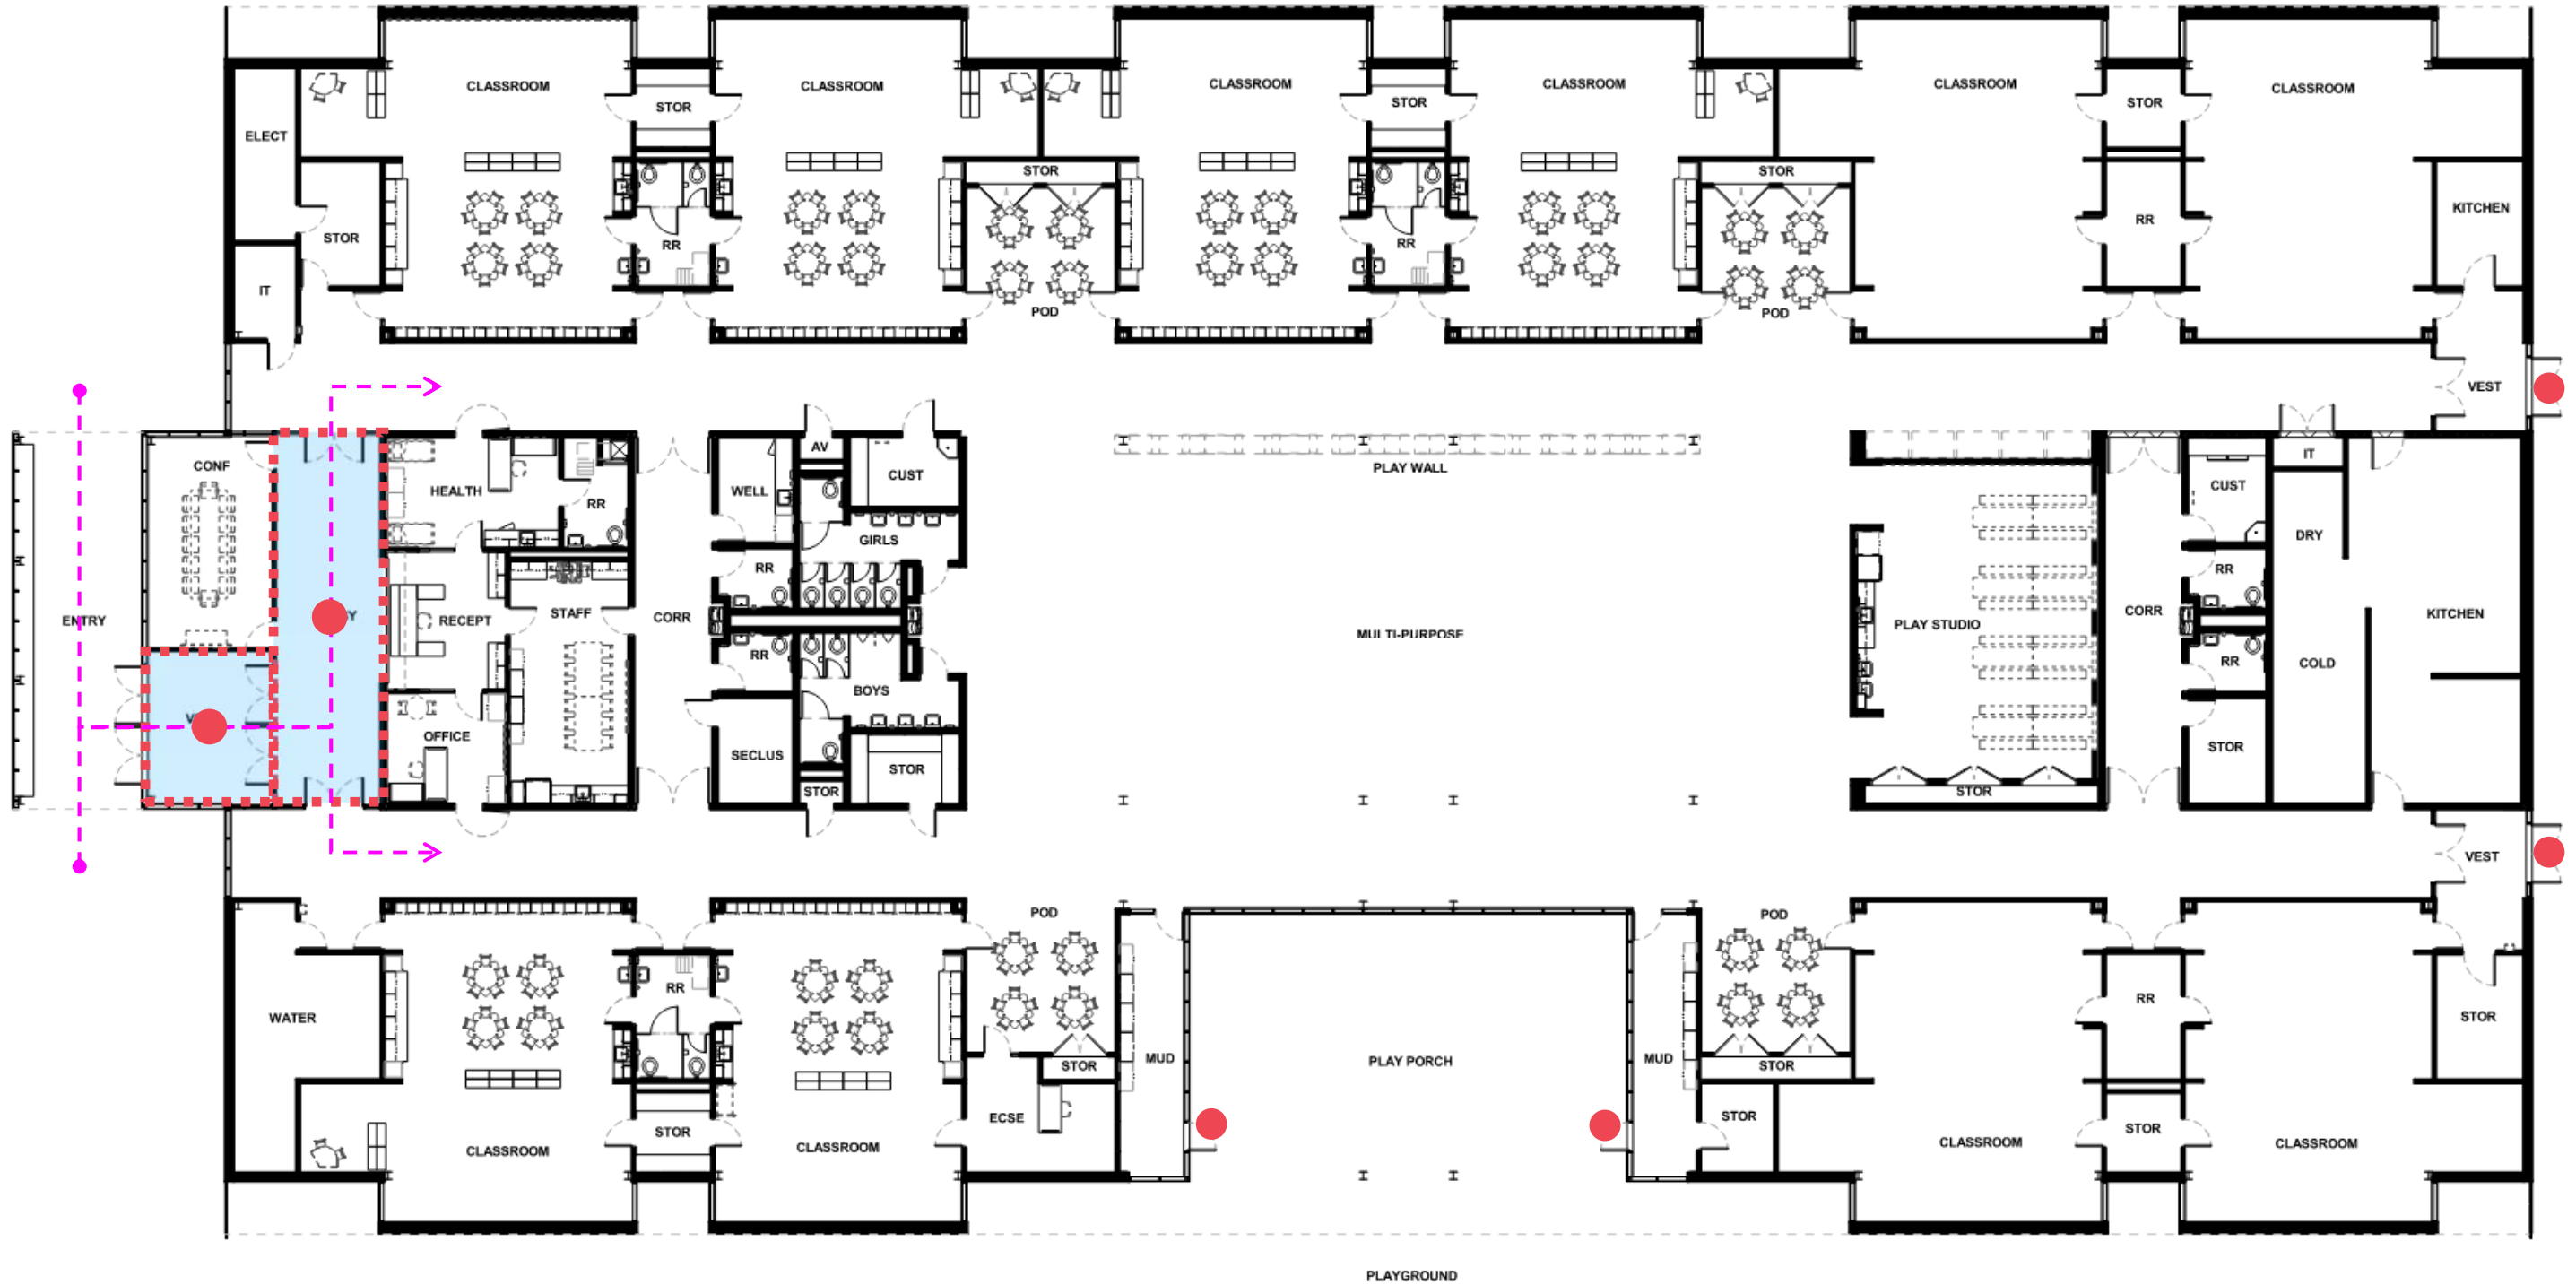 CLASSROOM
CLASSROOM
CLASSROOM
CLASSROOM
CLASSROOM
CLASSROOM
STOR
STOR
STOR
ELECT
STOR
STOR
KITCHEN
STOR
RR
RR
RR
IT
POD
POD
VEST
CONF
AV
CUST
PLAY WALL
IT
HEALTH
WELL
RR
CUST
GIRLS
DRY
RR
RR
ENTRY
RECEPT
STAFF
CORR
MULTI-PURPOSE
PLAY STUDIO
CORR
KITCHEN
RR
RR
COLD
BOYS
OFFICE
SECLUS
STOR
STOR
STOR
STOR
VEST
POD
POD
WATER
RR
RR
STOR
MUD
PLAY PORCH
MUD
STOR
STOR
ECSE
STOR
STOR
STOR
CLASSROOM
CLASSROOM
CLASSROOM
CLASSROOM
PLAYGROUND